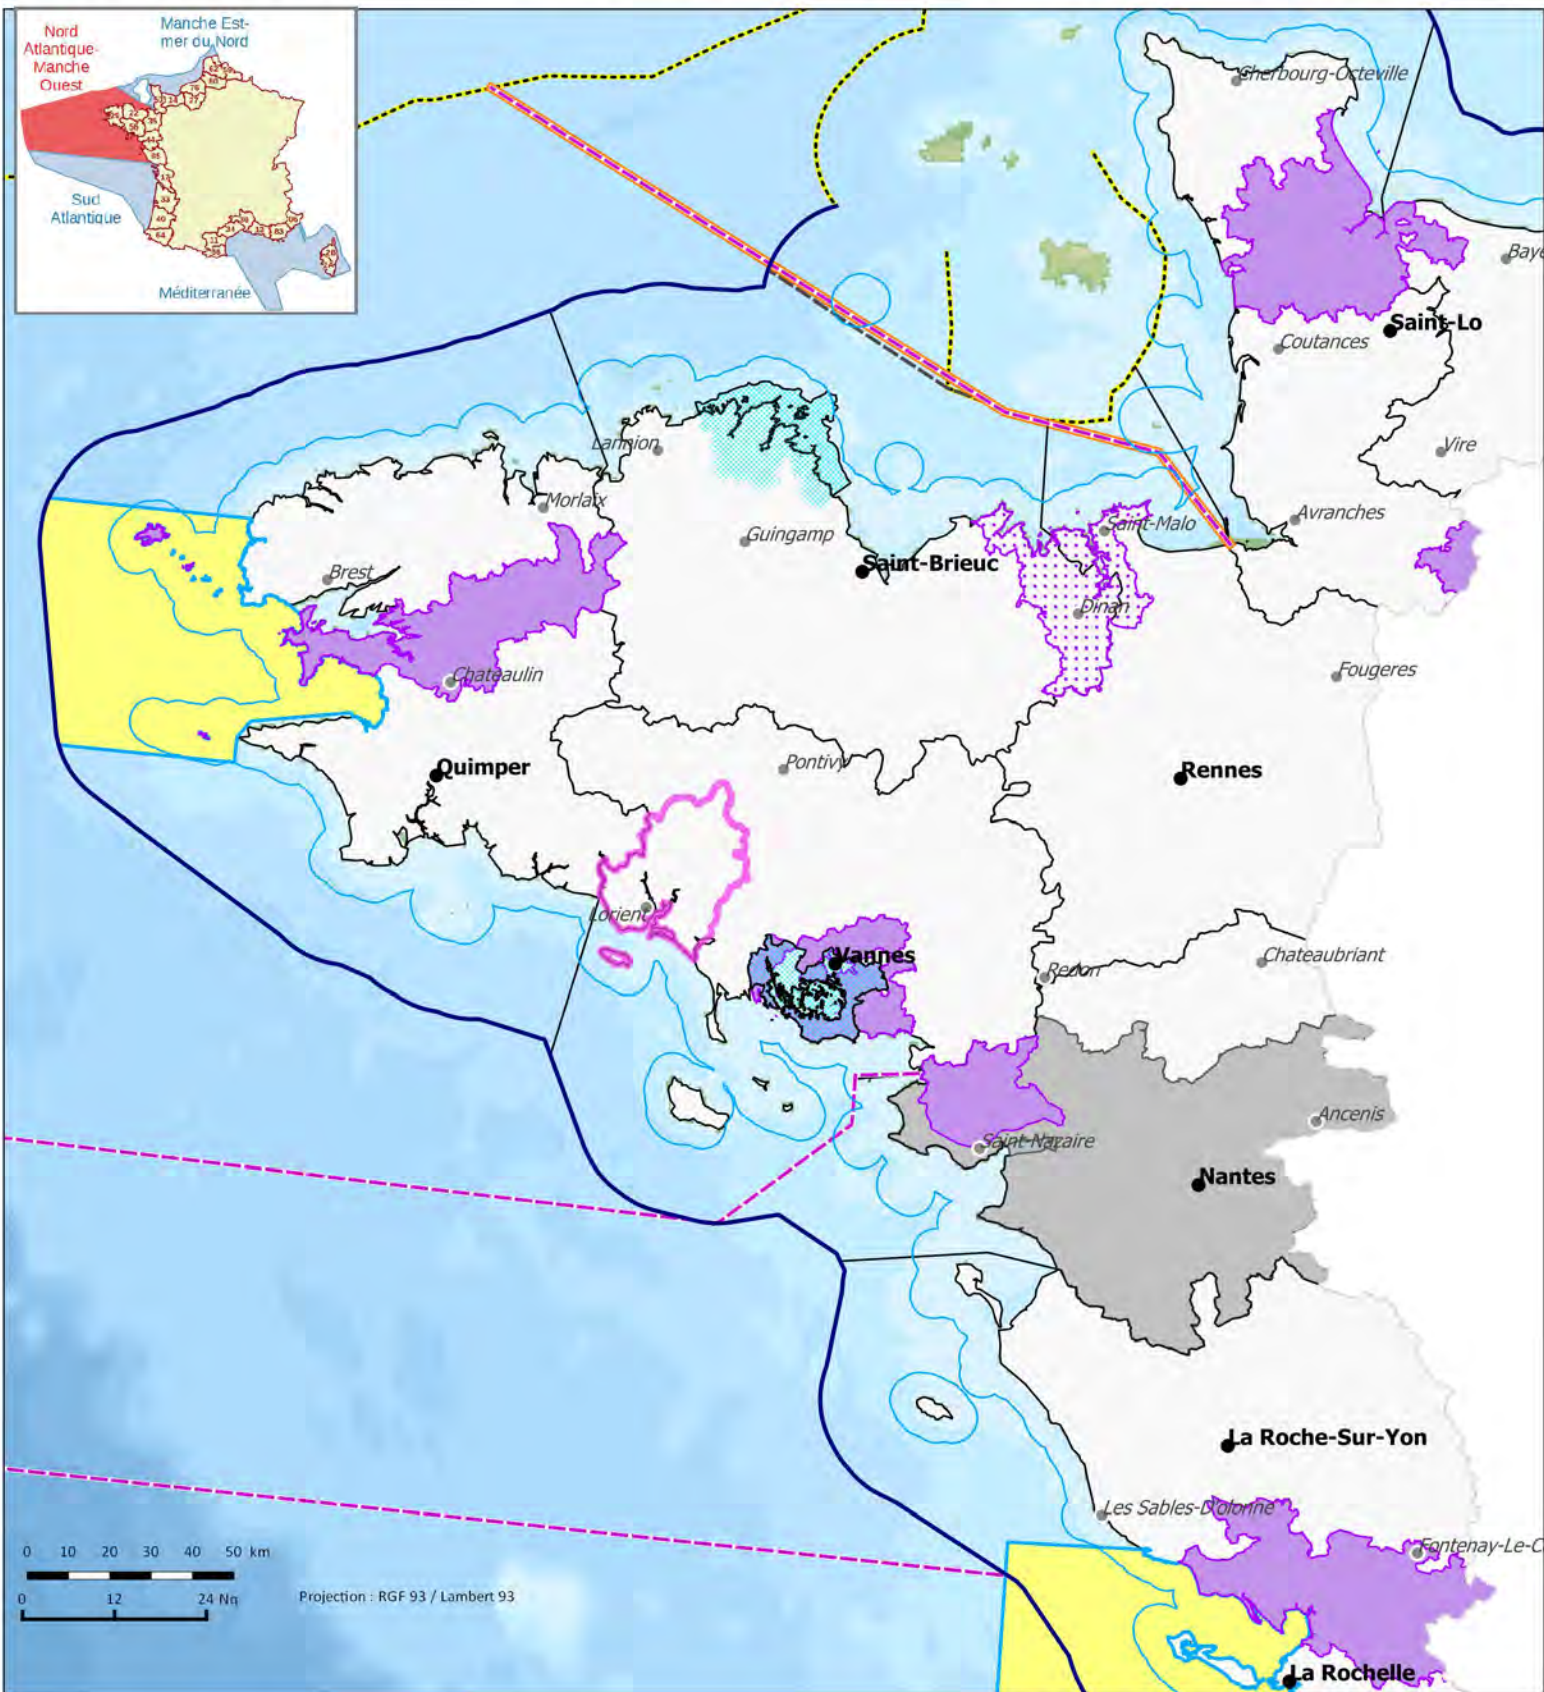 Nord
Atlantique-
Manche
Ouest
Manche Est-
mer du Nord
Sud
Atlantique
Méditerranée
Cherbourg-Octeville
Saint-Lo
Coutances
Vire
Avranches
Lannion
Morlaix
Guingamp
Saint-Malo
Brest
Saint-Brieuc
Dinan
Chateaulin
Fougeres
Quimper
Pontivy
Rennes
Lorient
Vannes
Redon
Chateaubriant
Ancenis
Saint-Nazaire
Nantes
La Roche-Sur-Yon
Les Sables-D'olonne
Fontenay-Le-C
La Rochelle
0 10 20 30 40 50 km
0 12 24 Nq
Projection : RGF 93 / Lambert 93